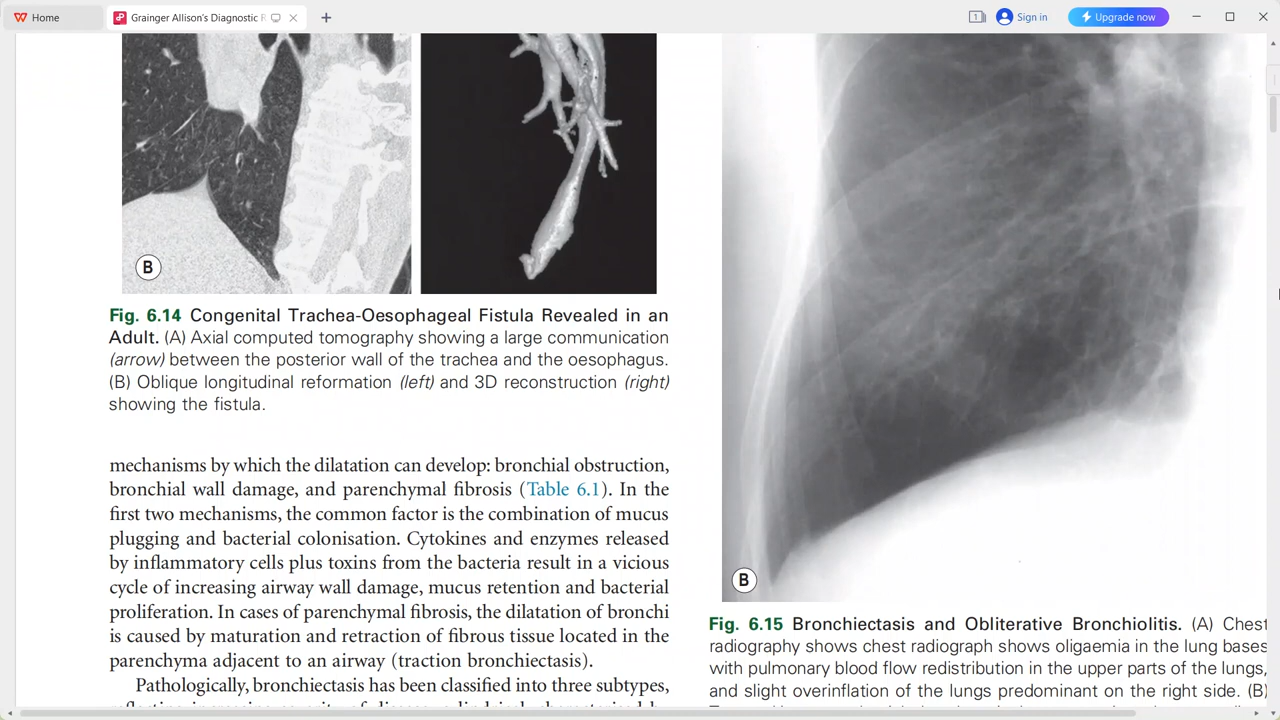 Home
Grainger Allison's Diagnostic R
1
Sign in
Upgrade now
B
Fig. 6.14 Congenital Trachea-Oesophageal Fistula Revealed in an
Adult. (A) Axial computed tomography showing a large communication
(arrow) between the posterior wall of the trachea and the oesophagus.
(B) Oblique longitudinal reformation (left) and 3D reconstruction (right)
showing the fistula.
mechanisms by which the dilatation can develop: bronchial obstruction,
bronchial wall damage, and parenchymal fibrosis (Table 6.1). In the
first two mechanisms, the common factor is the combination of mucus
plugging and bacterial colonisation. Cytokines and enzymes released
by inflammatory cells plus toxins from the bacteria result in a vicious
cycle of increasing airway wall damage, mucus retention and bacterial
proliferation. In cases of parenchymal fibrosis, the dilatation of bronchi
is caused by maturation and retraction of fibrous tissue located in the
parenchyma adjacent to an airway (traction bronchiectasis).
Pathologically, bronchiectasis has been classified into three subtypes,
B
Fig. 6.15 Bronchiectasis and Obliterative Bronchiolitis. (A) Chest
radiography shows chest radiograph shows oligaemia in the lung bases
with pulmonary blood flow redistribution in the upper parts of the lungs,
and slight overinflation of the lungs predominant on the right side. (B)